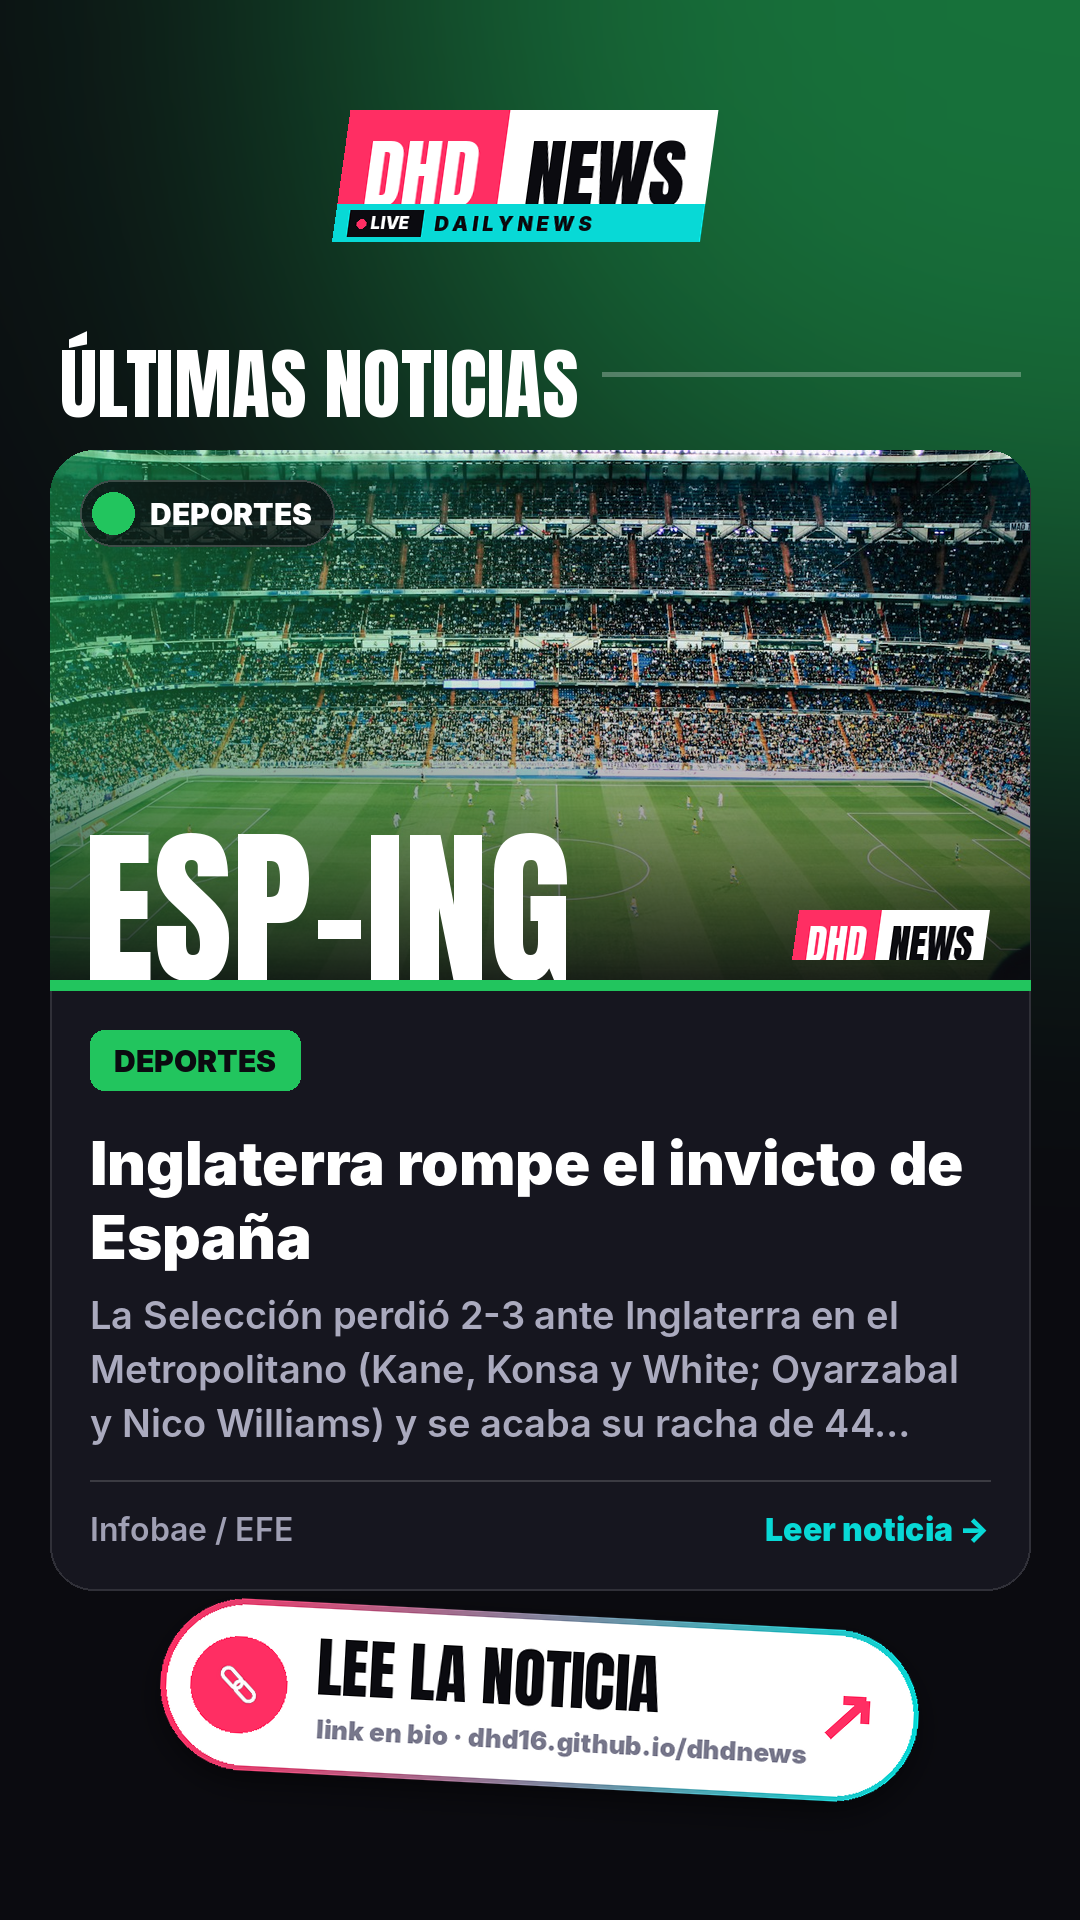 DHD NEWS
LIVE DAILYNEWS
ÚLTIMAS NOTICIAS
DEPORTES
ESP-ING
DHD NEWS
DEPORTES
Inglaterra rompe el invicto de
España
La Selección perdió 2-3 ante Inglaterra en el
Metropolitano (Kane, Konsa y White; Oyarzabal
y Nico Williams) y se acaba su racha de 44...
Infobae / EFE
Leer noticia →
LEE LA NOTICIA
link en bio · dhd16.github.io/dhdnews